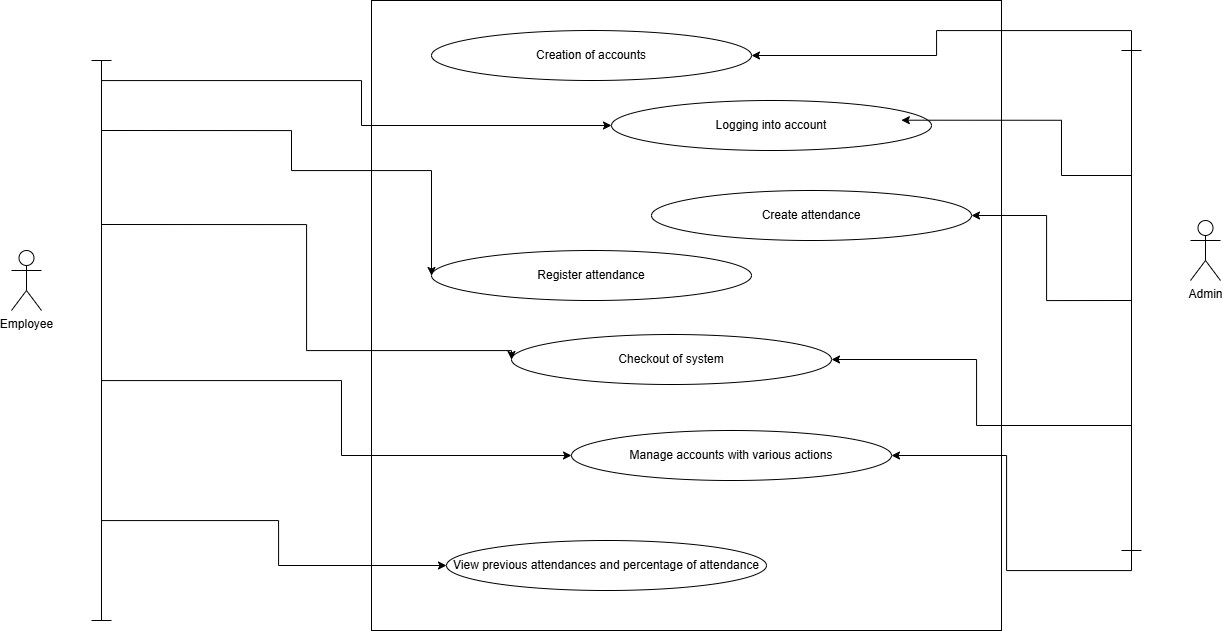 Creation of accounts
Logging into account
Create attendance
Register attendance
Admin
Employee
Checkout of system
Manage accounts with various actions
View previous attendances and percentage of attendance